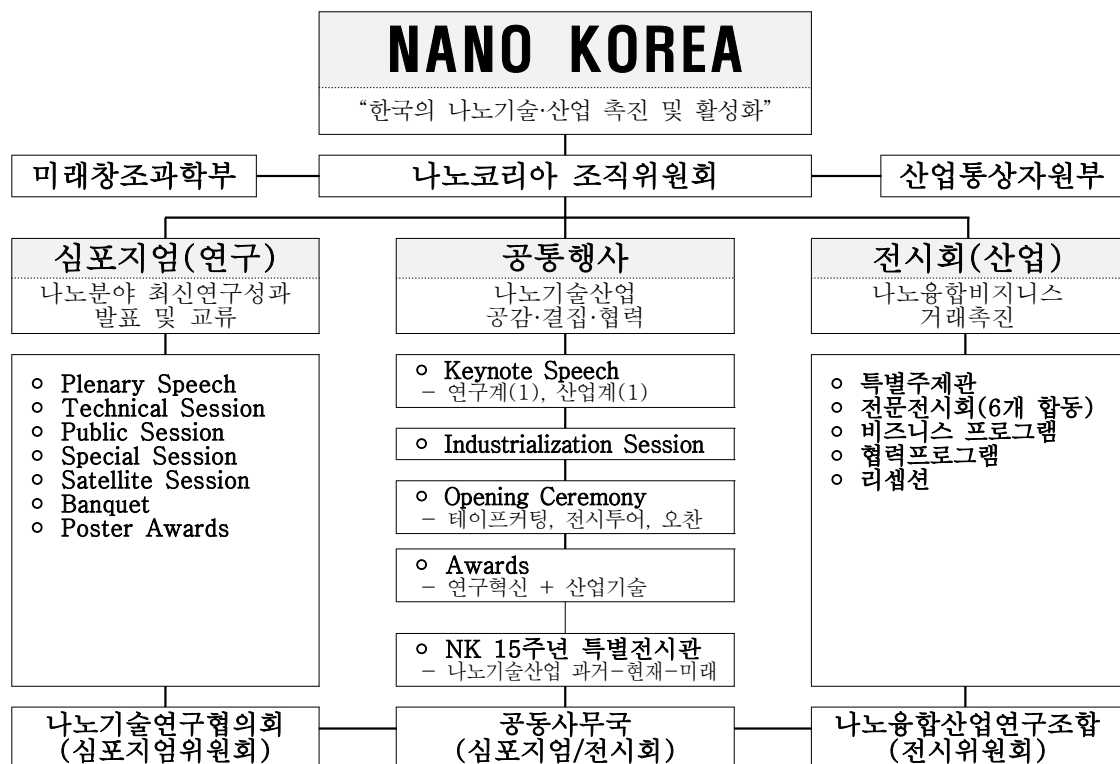 NANO KOREA
“한국의 나노기술·산업 촉진 및 활성화”
미래창조과학부
나노코리아 조직위원회
산업통상자원부
심포지엄(연구)
나노분야 최신연구성과
발표 및 교류
공통행사
나노기술산업
공감·결집·협력
전시회(산업)
나노융합비지니스
거래촉진
○ Plenary Speech
○ Technical Session
○ Public Session
○ Special Session
○ Satellite Session
○ Banquet
○ Poster Awards
○ Keynote Speech
- 연구계(1), 산업계(1)
○ Industrialization Session
○ Opening Ceremony
- 테이프커팅, 전시투어, 오찬
○ Awards
- 연구혁신 + 산업기술
○ NK 15주년 특별전시관
- 나노기술산업 과거-현재-미래
○ 특별주제관
○ 전문전시회(6개 합동)
○ 비즈니스 프로그램
○ 협력프로그램
○ 리셉션
나노기술연구협의회
(심포지엄위원회)
공동사무국
(심포지엄/전시회)
나노융합산업연구조합
(전시위원회)